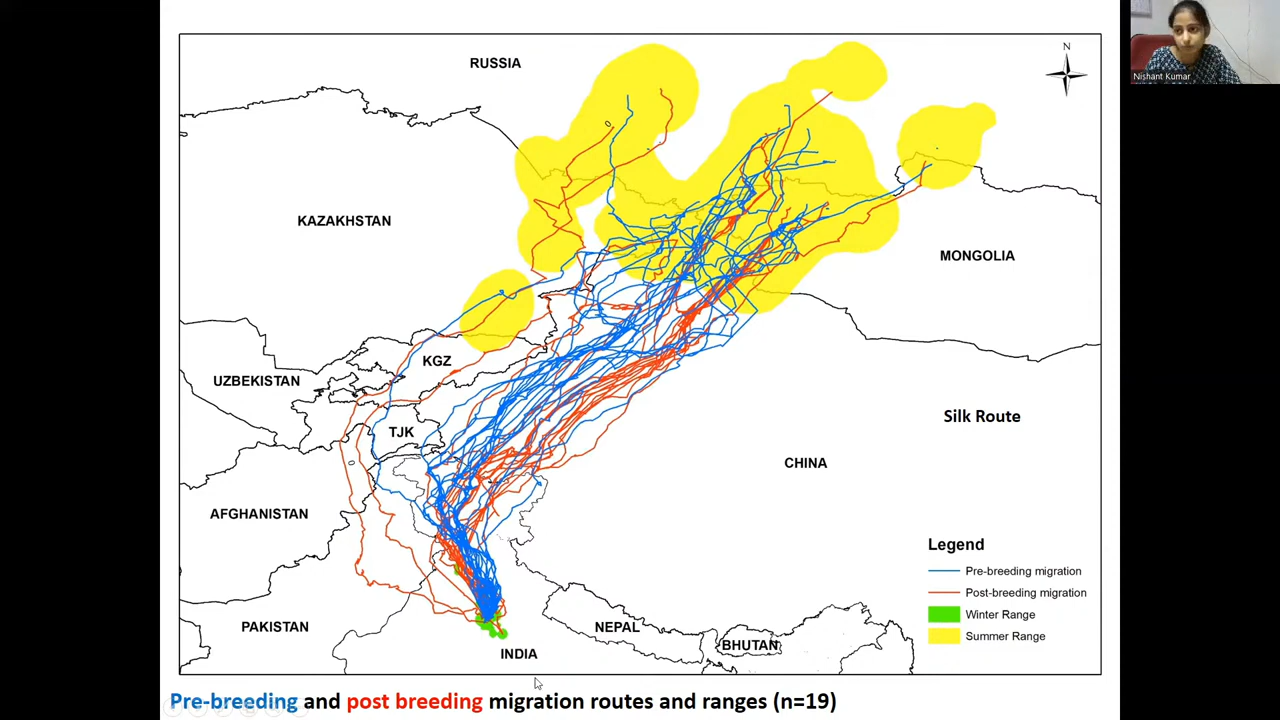 RUSSIA
N
Nishant Kumar
KAZAKHSTAN
MONGOLIA
KGZ
UZBEKISTAN
Silk Route
TJK
CHINA
AFGHANISTAN
Legend
Pre-breeding migration
Post-breeding migration
Winter Range
Summer Range
PAKISTAN
NEPAL
BHUTAN
INDIA
Pre-breeding and post breeding migration routes and ranges (n=19)